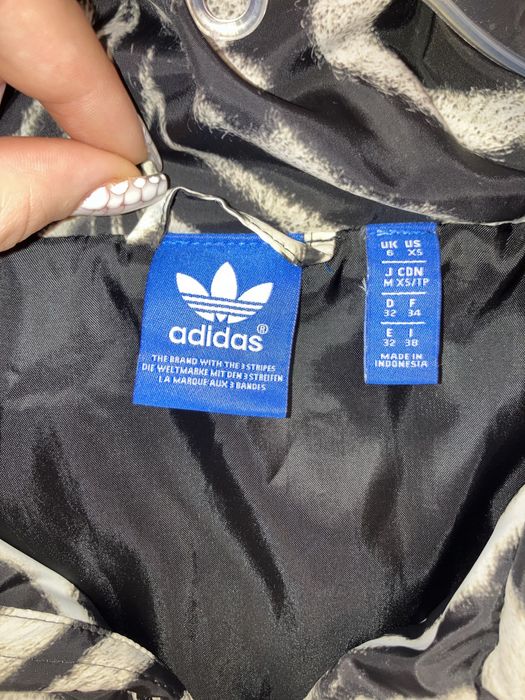 adidas®
THE BRAND WITH THE 3 STRIPES
DIE WELTMARKE MIT DEN 3 STREIFEN
LA MARQUE AUX 3 BANDES
UK US
6 XS
J CDN
M XS/TP
D F
32 34
E I
32 38
MADE IN
INDONESIA